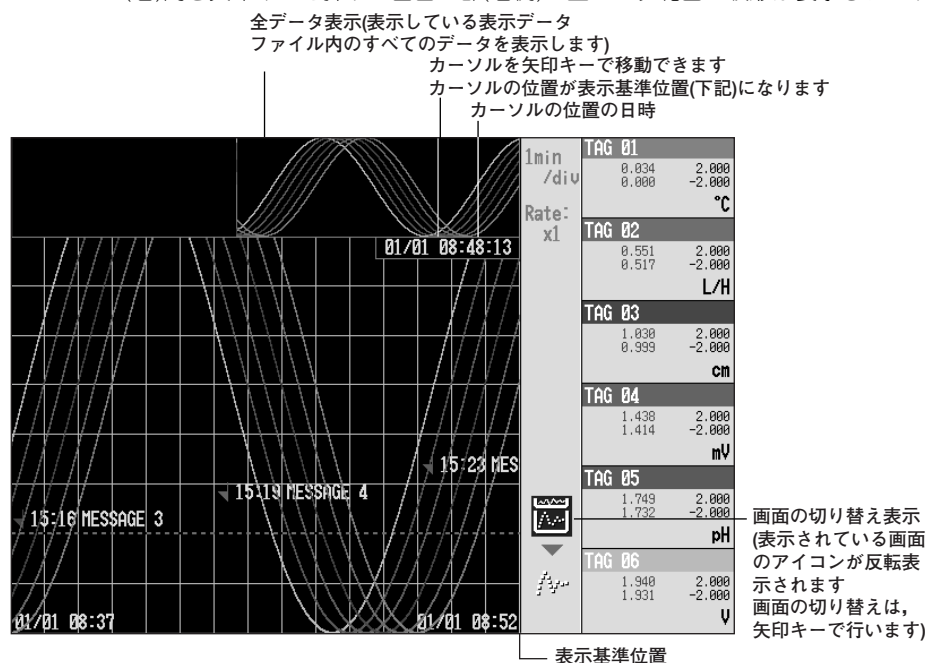 全データ表示(表示している表示データ
ファイル内のすべてのデータを表示します)
カーソルを矢印キーで移動できます
カーソルの位置が表示基準位置(下記)になります
カーソルの位置の日時
1min
/div
Rate:
x1
01/01 08:48:13
15:23 MES
15:19 MESSAGE 4
15:16 MESSAGE 3
01/01 08:37
01/01 08:52
TAG 01
0.034 2.000
0.000 -2.000
°C
TAG 02
0.551 2.000
0.517 -2.000
L/H
TAG 03
1.030 2.000
0.999 -2.000
cm
TAG 04
1.438 2.000
1.414 -2.000
mV
TAG 05
1.749 2.000
1.732 -2.000
pH
TAG 06
1.940 2.000
1.931 -2.000
V
画面の切り替え表示
(表示されている画面
のアイコンが反転表
示されます
画面の切り替えは，
矢印キーで行います)
表示基準位置